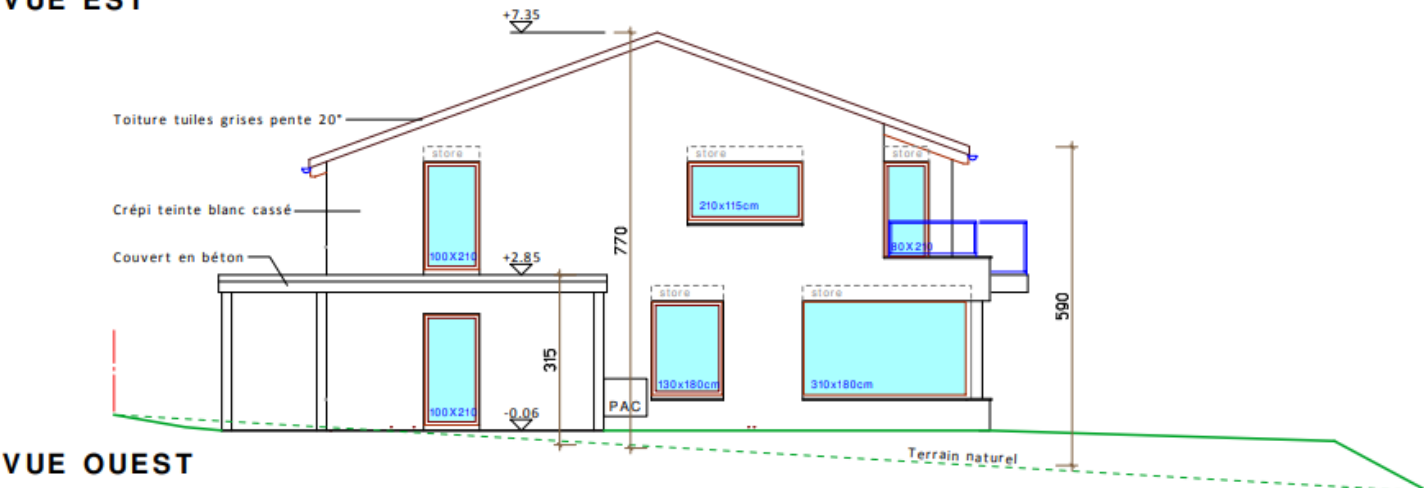 VUE EST
+7.35
Toiture tuiles grises pente 20°
store
store
store
Crépi teinte blanc cassé
210x115cm
770
Couvert en béton
100X210
+2.85
80X210
store
store
590
315
130x180cm
310x180cm
PAC
100X210
-0.06
Terrain naturel
VUE OUEST